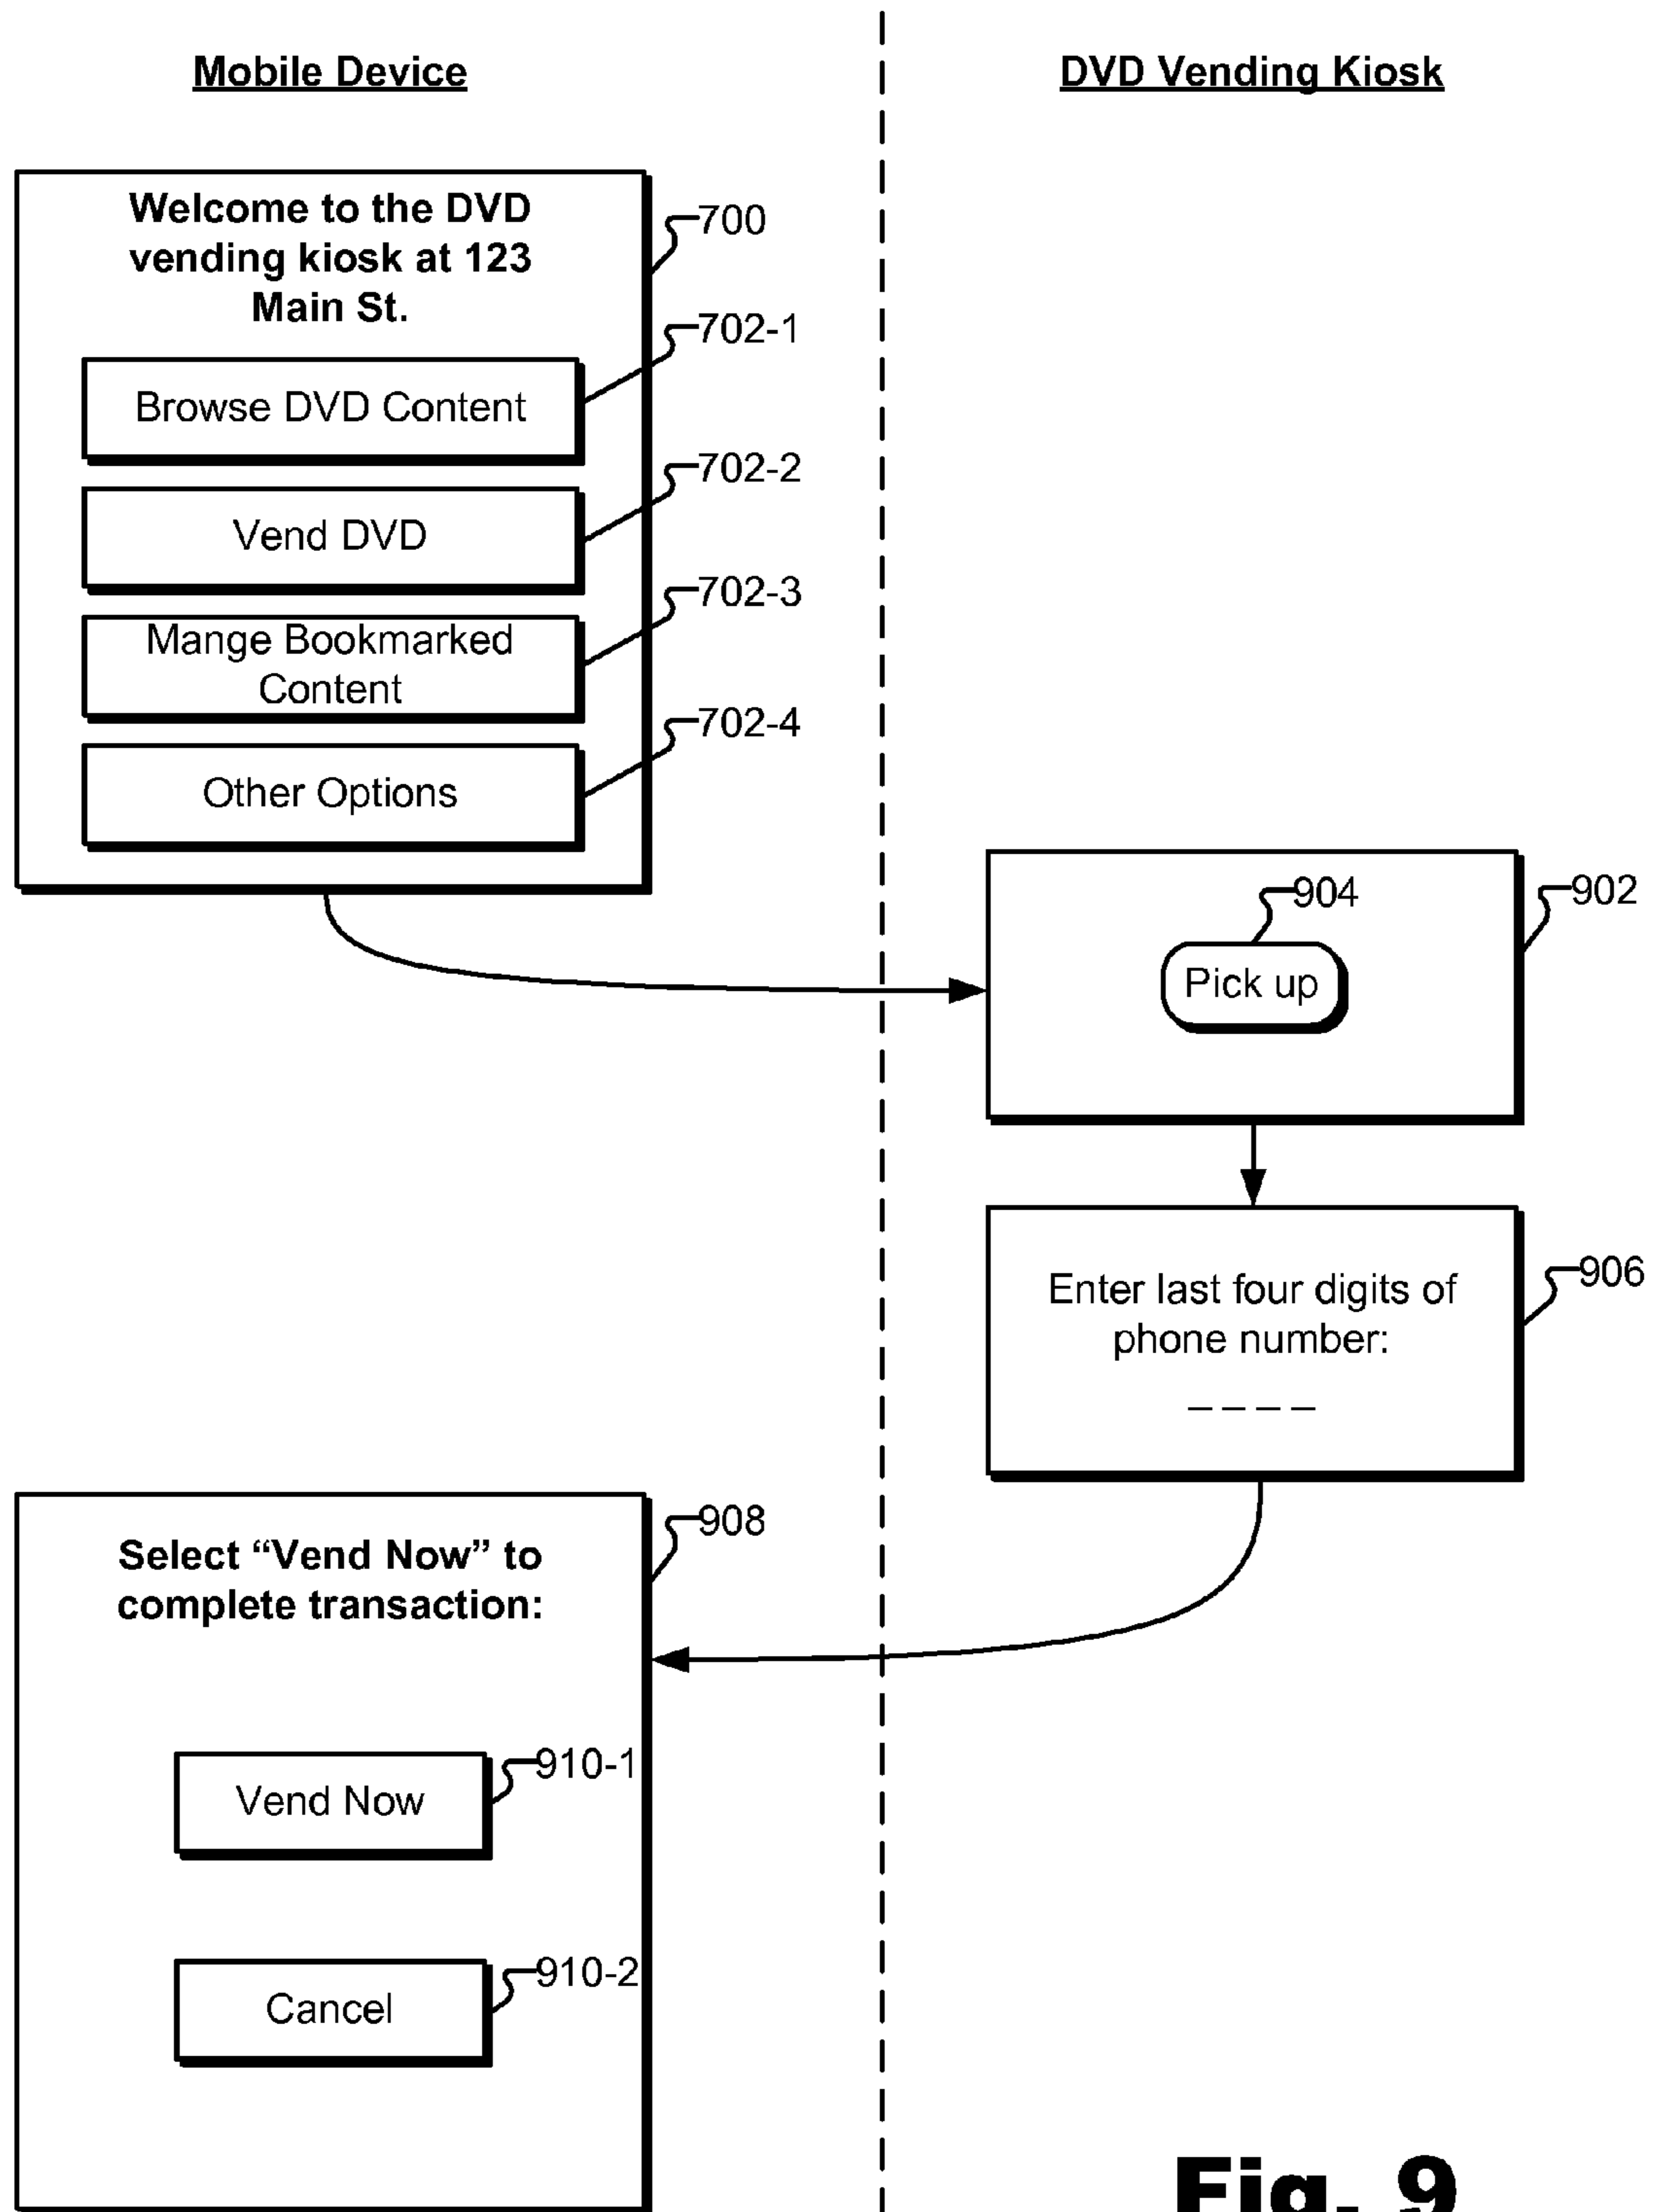 Mobile Device
DVD Vending Kiosk
Welcome to the DVD
vending kiosk at 123
Main St.
700
702-1
Browse DVD Content
702-2
Vend DVD
702-3
Mange Bookmarked
Content
702-4
Other Options
904
902
Pick up
906
Enter last four digits of
phone number:
_ _ _ _
908
Select “Vend Now” to
complete transaction:
910-1
Vend Now
910-2
Cancel
Fig. 9